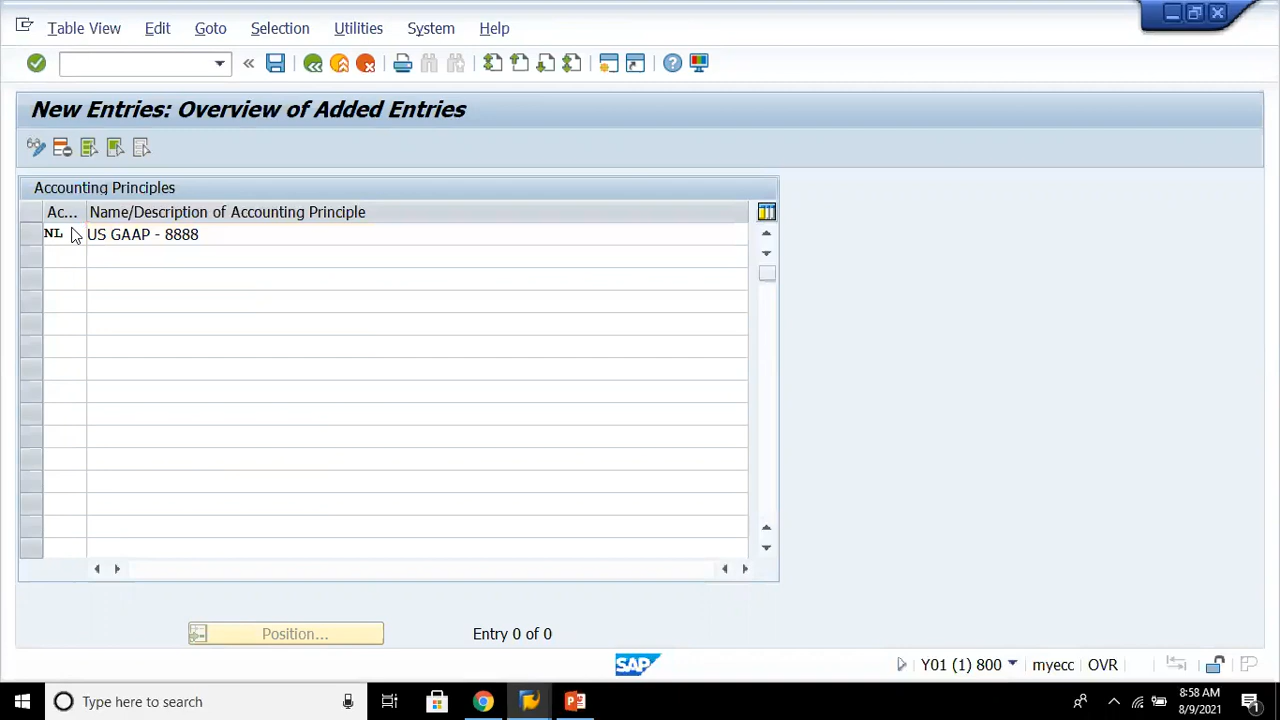 Table View Edit Goto Selection Utilities System Help
New Entries: Overview of Added Entries
Accounting Principles
Ac... Name/Description of Accounting Principle
NL US GAAP - 8888
Position... Entry 0 of 0
SAP Y01 (1) 800 myecc OVR
Type here to search 8:58 AM
8/9/2021 1